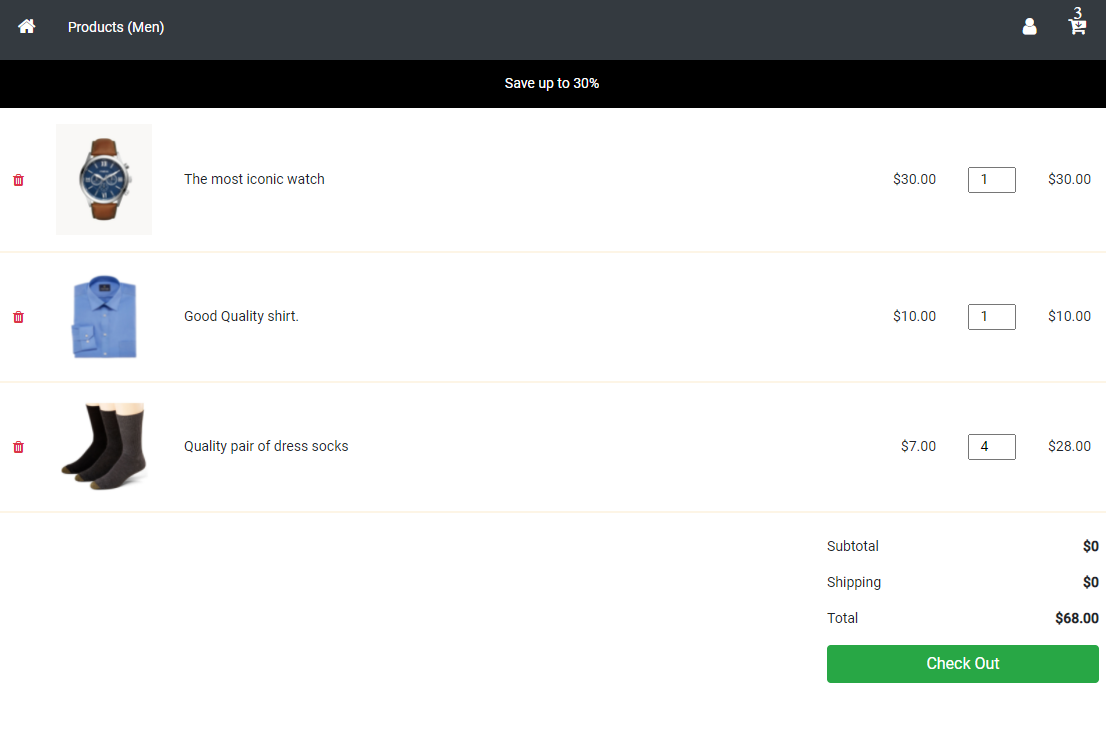 Products (Men)
3
Save up to 30%
The most iconic watch $30.00 1 $30.00
Good Quality shirt. $10.00 1 $10.00
Quality pair of dress socks $7.00 4 $28.00
Subtotal $0
Shipping $0
Total $68.00
Check Out